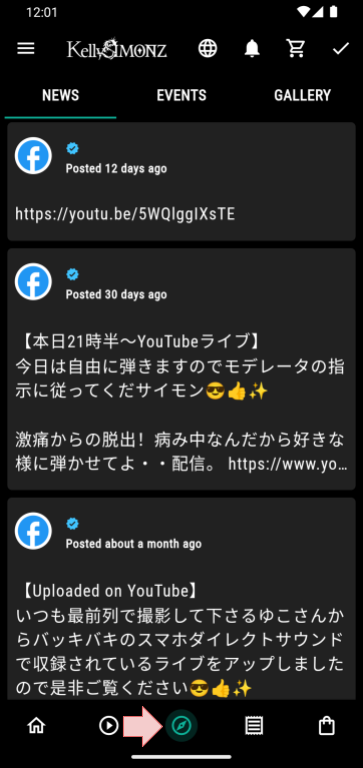 12:01
Kelly SIMONZ
NEWS
EVENTS
GALLERY
Posted 12 days ago
https://youtu.be/5WQlggIXsTE
Posted 30 days ago
【本日21時半〜YouTubeライブ】
今日は自由に弾きますのでモデレータの指
示に従ってくだサイモン😎👍✨
激痛からの脱出！病み中なんだから好きな
様に弾かせてよ・・配信。 https://www.yo…
Posted about a month ago
【Uploaded on YouTube】
いつも最前列で撮影して下さるゆこさんか
らバッキバキのスマホダイレクトサウンド
で収録されているライブをアップしました
ので是非ご覧ください😎👍✨